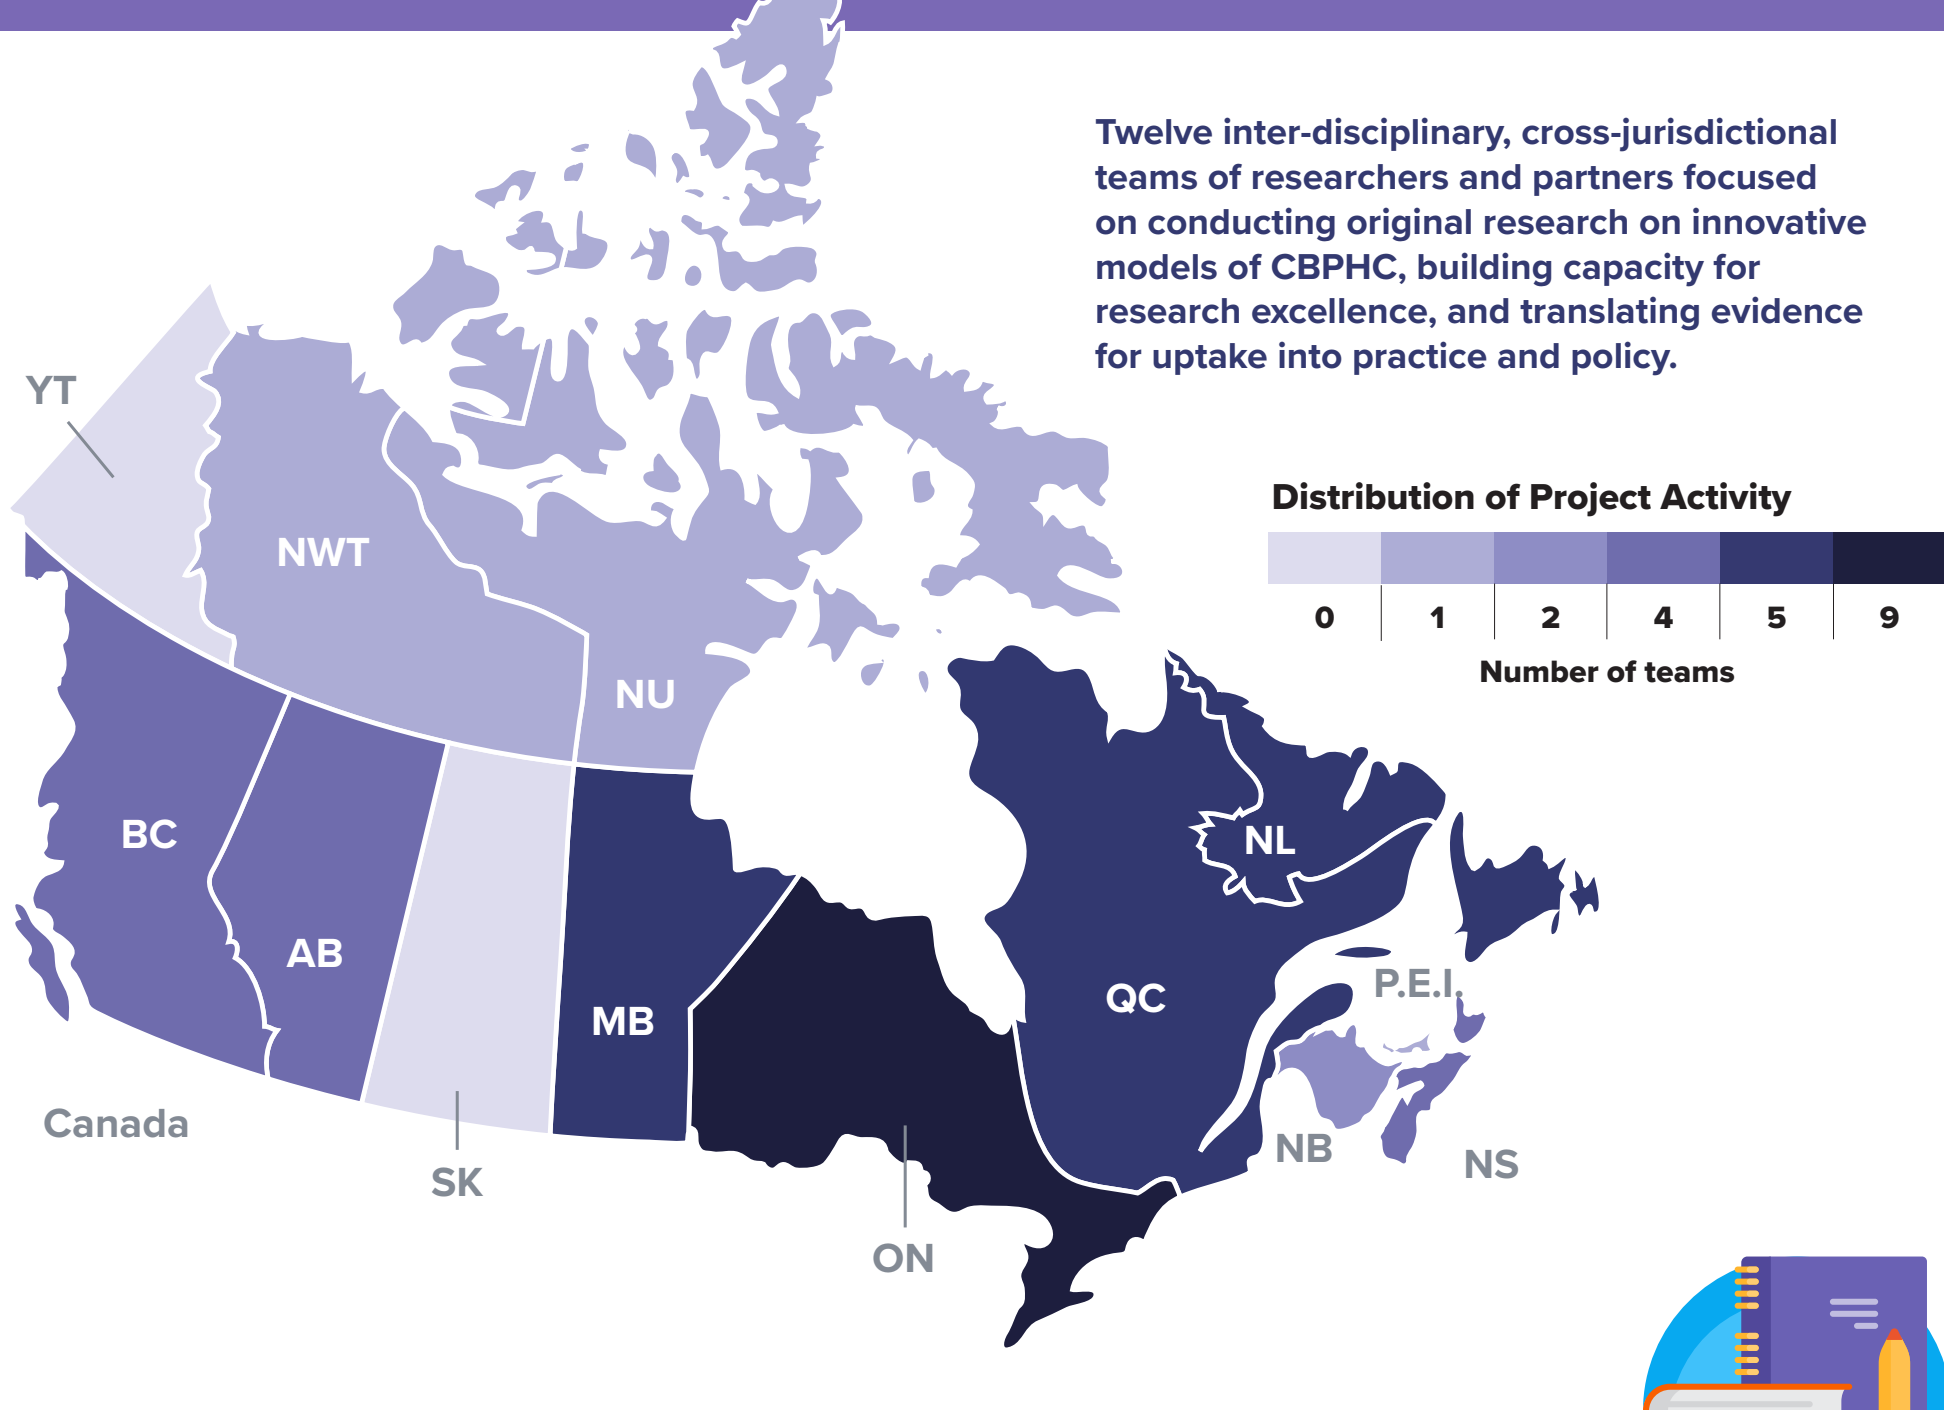 Twelve inter-disciplinary, cross-jurisdictional
teams of researchers and partners focused
on conducting original research on innovative
models of CBPHC, building capacity for
research excellence, and translating evidence
for uptake into practice and policy.
YT
Distribution of Project Activity
0 1 2 4 5 9
Number of teams
NWT
NU
BC
NL
AB
P.E.I.
QC
MB
Canada
NB
NS
SK
ON